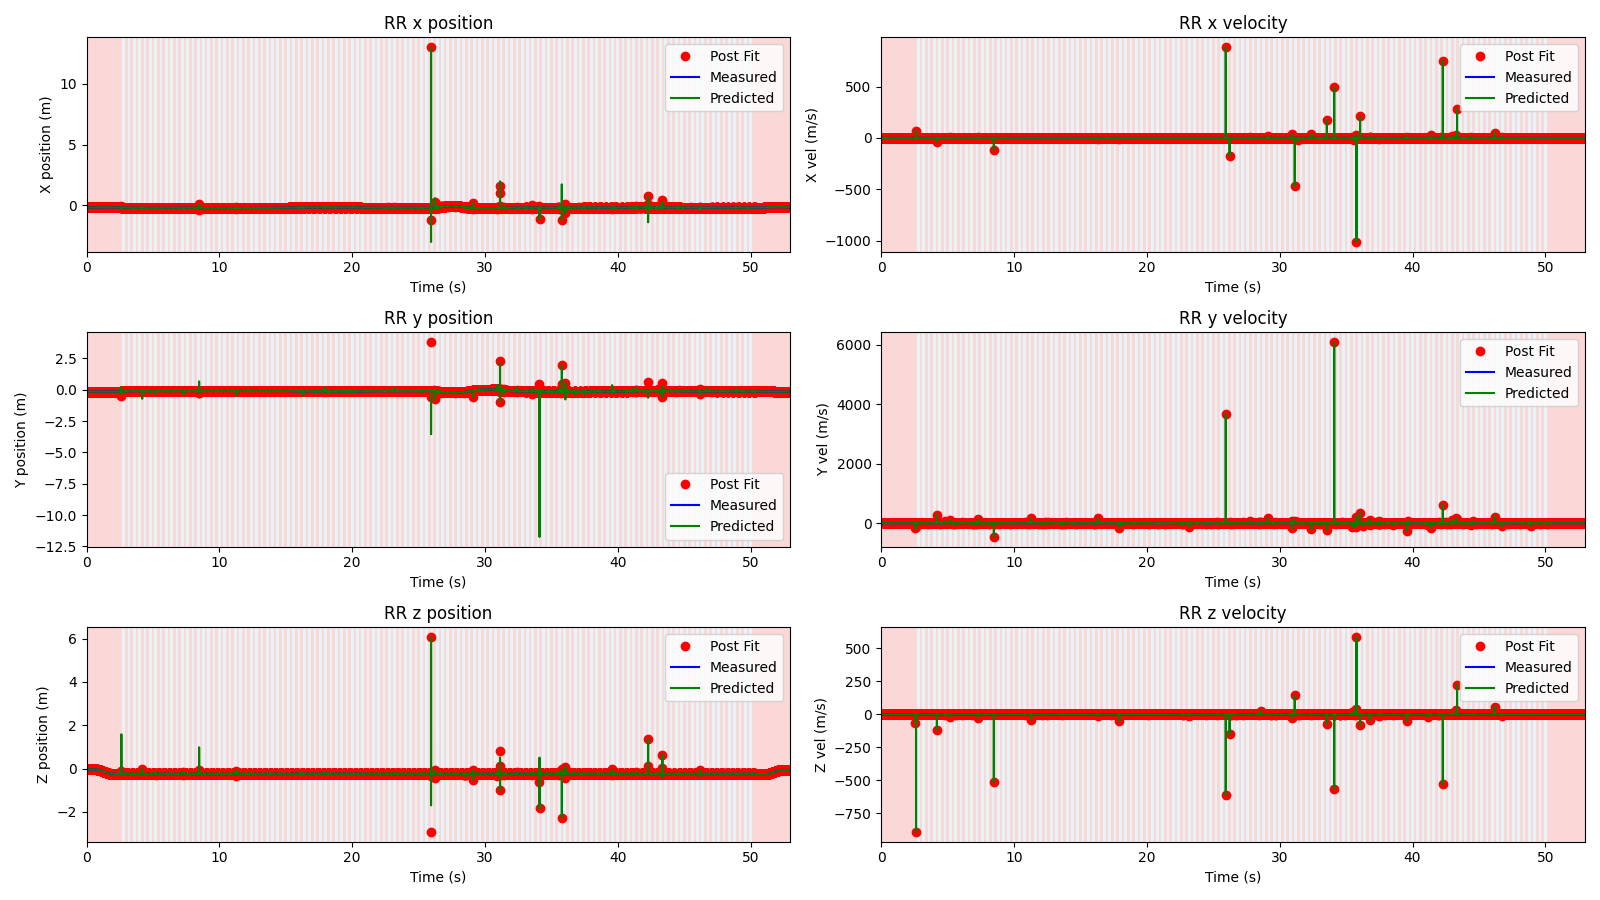 RR x position
X position (m)
10
5
0
Post Fit
Measured
Predicted
0 10 20 30 40 50
Time (s)
RR x velocity
X vel (m/s)
500
0
−500
−1000
Post Fit
Measured
Predicted
0 10 20 30 40 50
Time (s)
RR y position
Y position (m)
2.5
0.0
−2.5
−5.0
−7.5
−10.0
−12.5
Post Fit
Measured
Predicted
0 10 20 30 40 50
Time (s)
RR y velocity
Y vel (m/s)
6000
4000
2000
0
Post Fit
Measured
Predicted
0 10 20 30 40 50
Time (s)
RR z position
Z position (m)
6
4
2
0
−2
Post Fit
Measured
Predicted
0 10 20 30 40 50
Time (s)
RR z velocity
Z vel (m/s)
500
250
0
−250
−500
−750
Post Fit
Measured
Predicted
0 10 20 30 40 50
Time (s)